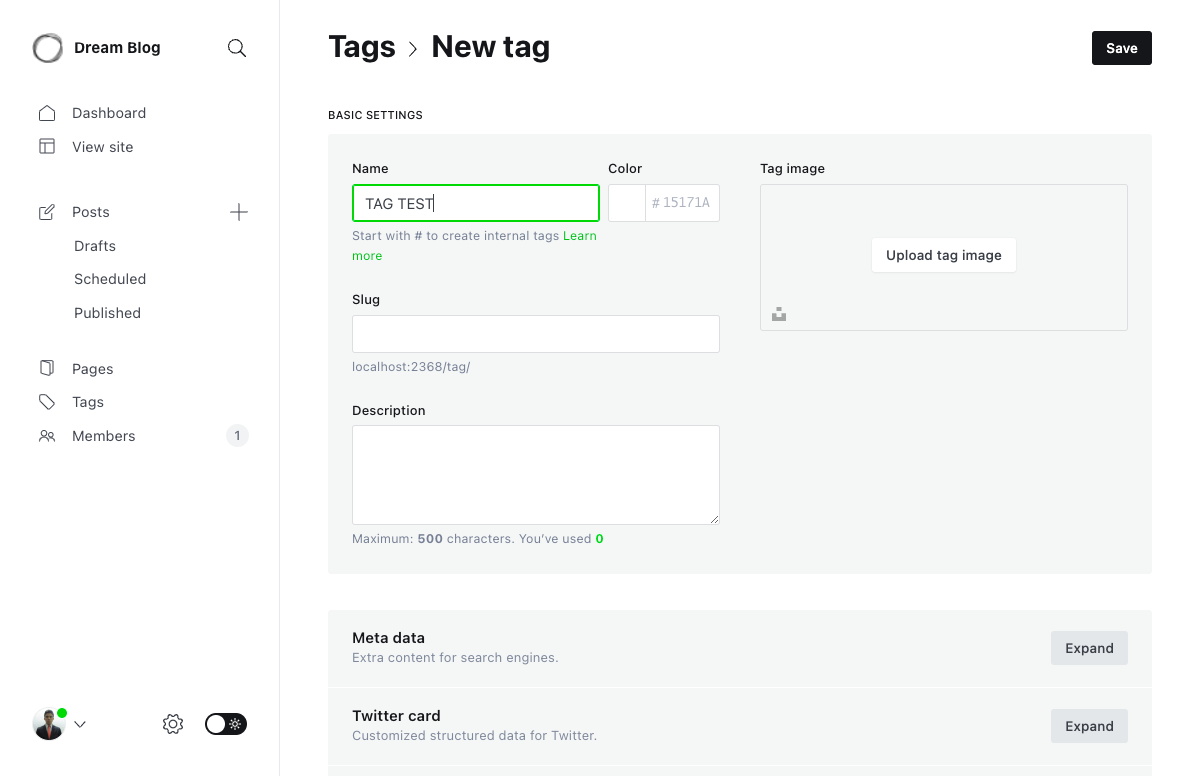 Dream Blog
Dashboard
View site
Posts
Drafts
Scheduled
Published
Pages
Tags
Members
1
Tags
New tag
Save
BASIC SETTINGS
Name
TAG TEST
Start with # to create internal tags Learn
more
Color
# 15171A
Slug
localhost:2368/tag/
Description
Maximum: 500 characters. You've used 0
Tag image
Upload tag image
Meta data
Extra content for search engines.
Expand
Twitter card
Customized structured data for Twitter.
Expand